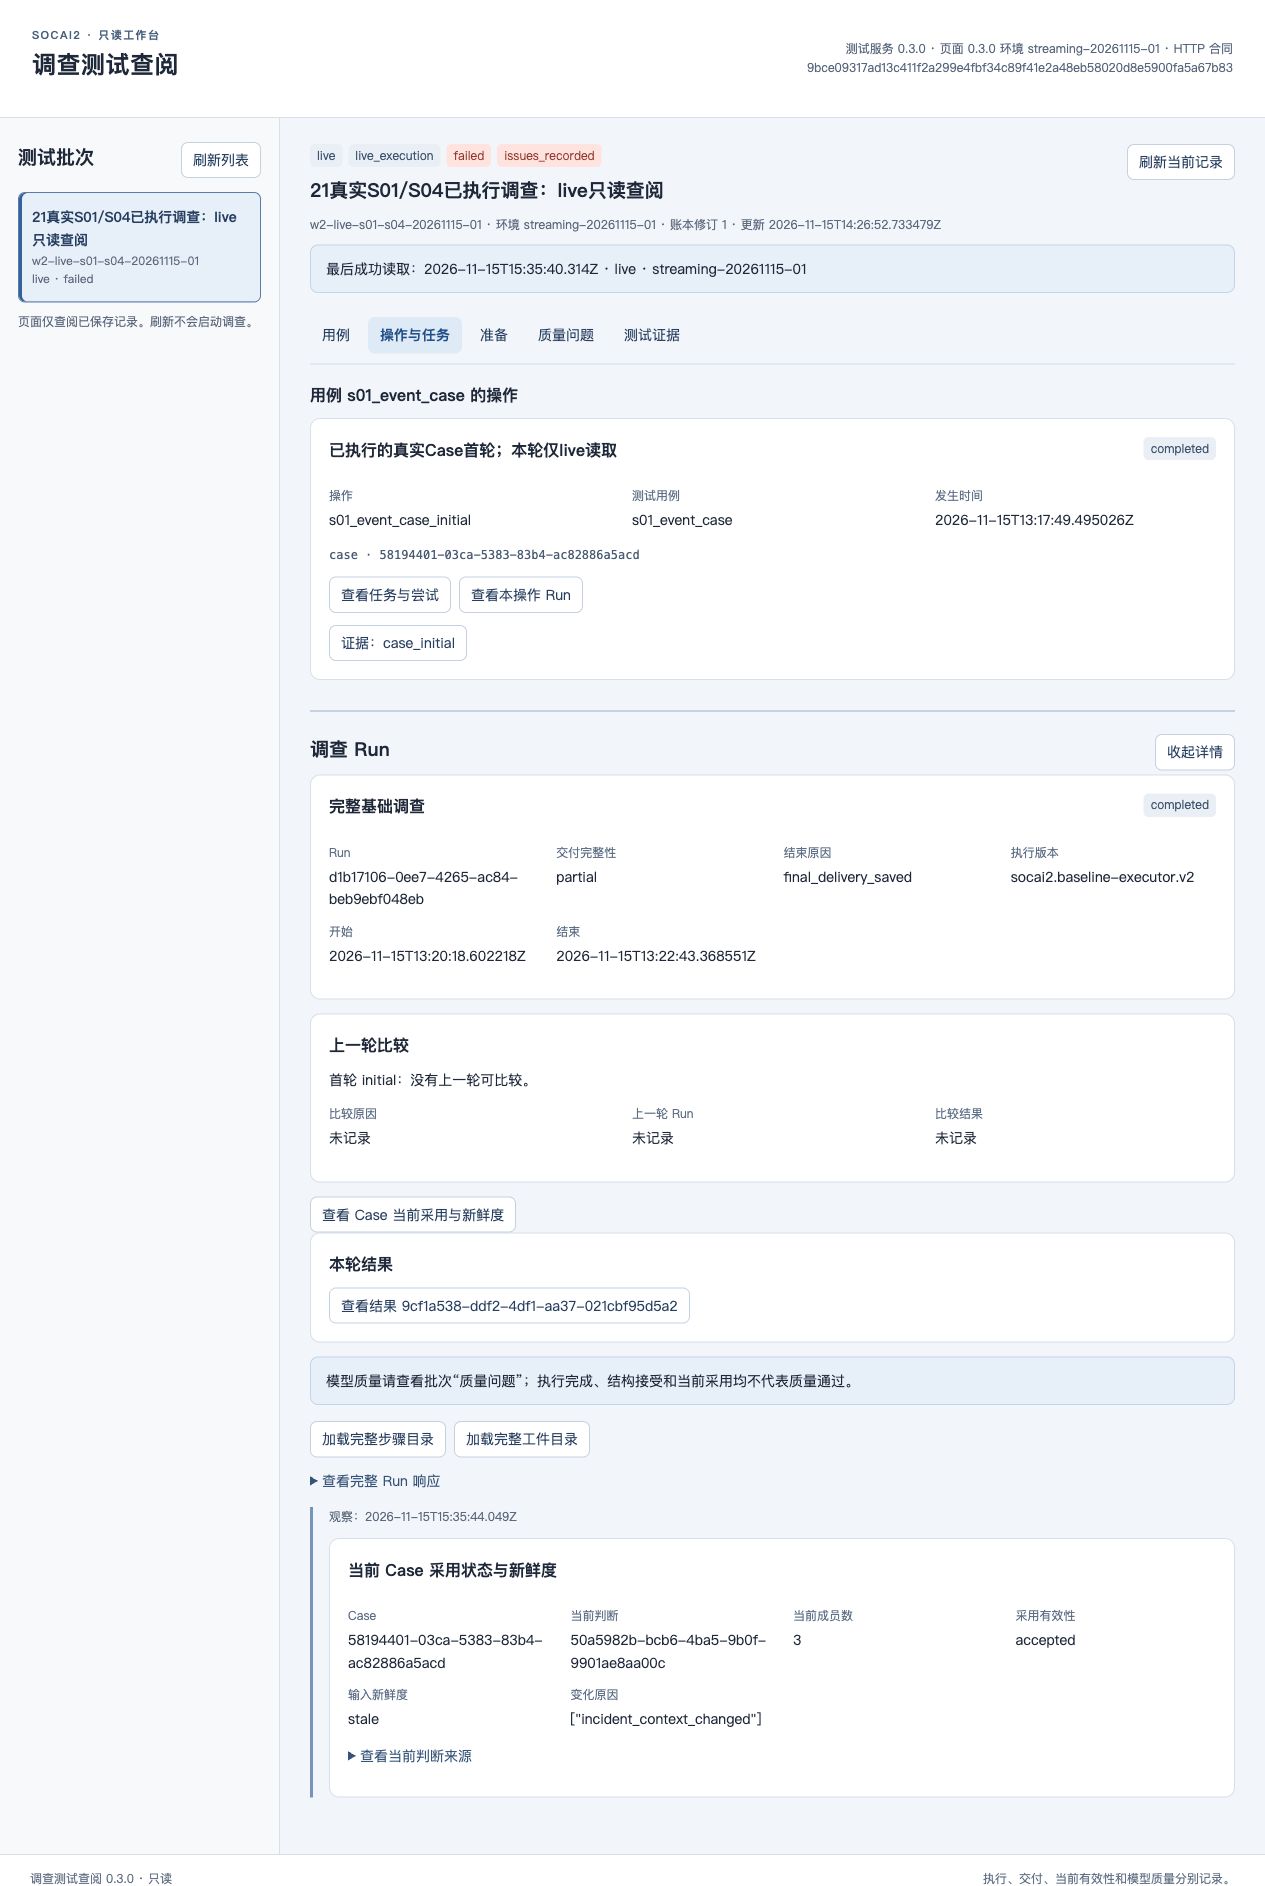 SOCAI2 · 只读工作台
调查测试查阅
测试服务 0.3.0 · 页面 0.3.0 环境 streaming-20261115-01 · HTTP 合同
9bce09317ad13c411f2a299e4fbf34c89f41e2a48eb58020d8e5900fa5a67b83
测试批次
刷新列表
21真实S01/S04已执行调查：live
只读查阅
w2-live-s01-s04-20261115-01
live · failed
页面仅查阅已保存记录。刷新不会启动调查。
live live_execution failed issues_recorded
刷新当前记录
21真实S01/S04已执行调查：live只读查阅
w2-live-s01-s04-20261115-01 · 环境 streaming-20261115-01 · 账本修订 1 · 更新 2026-11-15T14:26:52.733479Z
最后成功读取：2026-11-15T15:35:40.314Z · live · streaming-20261115-01
用例 操作与任务 准备 质量问题 测试证据
用例 s01_event_case 的操作
已执行的真实Case首轮；本轮仅live读取
completed
操作 测试用例 发生时间
s01_event_case_initial s01_event_case 2026-11-15T13:17:49.495026Z
case · 58194401-03ca-5383-83b4-ac82886a5acd
查看任务与尝试 查看本操作 Run
证据：case_initial
调查 Run
收起详情
完整基础调查
completed
Run 交付完整性 结束原因 执行版本
d1b17106-0ee7-4265-ac84- partial final_delivery_saved socai2.baseline-executor.v2
beb9ebf048eb
开始 结束
2026-11-15T13:20:18.602218Z 2026-11-15T13:22:43.368551Z
上一轮比较
首轮 initial：没有上一轮可比较。
比较原因 上一轮 Run 比较结果
未记录 未记录 未记录
查看 Case 当前采用与新鲜度
本轮结果
查看结果 9cf1a538-ddf2-4df1-aa37-021cbf95d5a2
模型质量请查看批次“质量问题”；执行完成、结构接受和当前采用均不代表质量通过。
加载完整步骤目录 加载完整工件目录
▶ 查看完整 Run 响应
观察：2026-11-15T15:35:44.049Z
当前 Case 采用状态与新鲜度
Case 当前判断 当前成员数 采用有效性
58194401-03ca-5383-83b4- 50a5982b-bcb6-4ba5-9b0f- 3 accepted
ac82886a5acd 9901ae8aa00c
输入新鲜度 变化原因
stale ["incident_context_changed"]
▶ 查看当前判断来源
调查测试查阅 0.3.0 · 只读
执行、交付、当前有效性和模型质量分别记录。